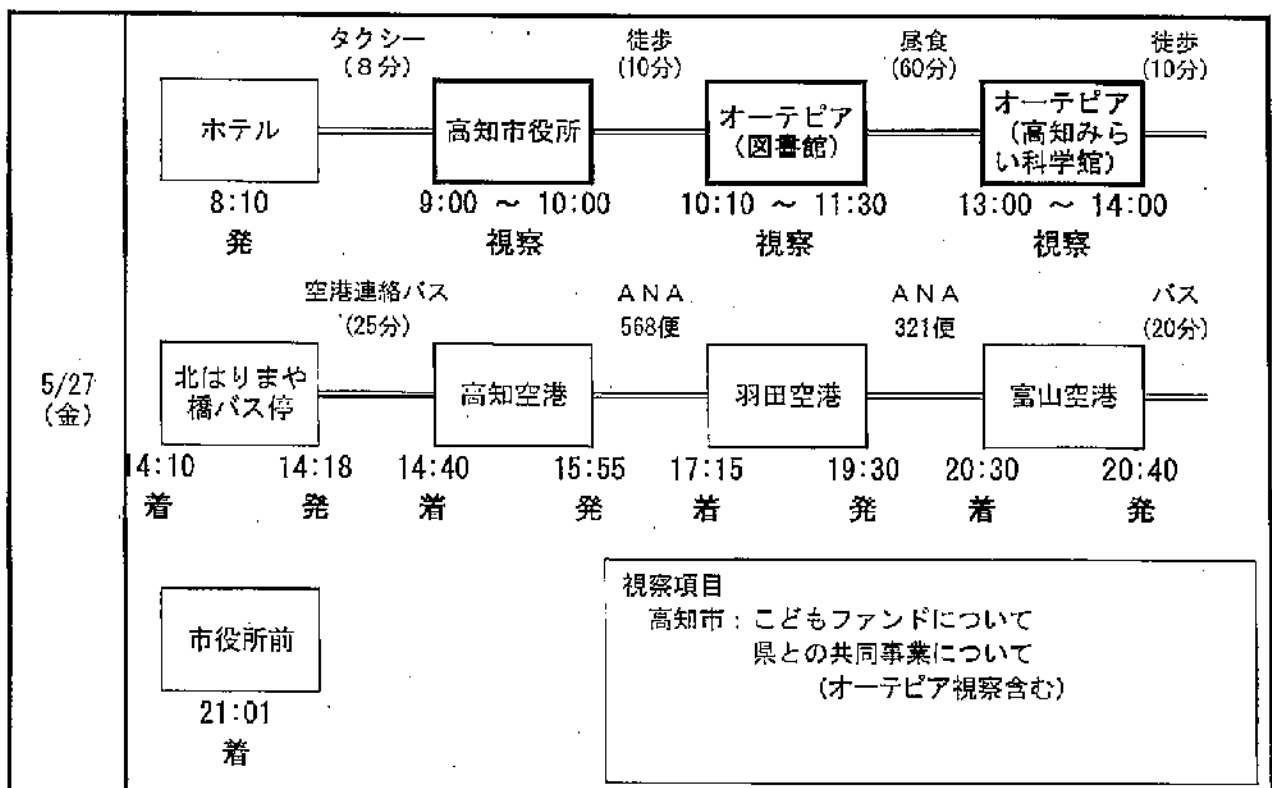 5/27
(金)
タクシー
(8分)
徒歩
(10分)
昼食
(60分)
徒歩
(10分)
ホテル
高知市役所
オーテピア
(図書館)
オーテピア
(高知みら
い科学館)
8:10
発
9:00 ～ 10:00
視察
10:10 ～ 11:30
視察
13:00 ～ 14:00
視察
空港連絡バス
(25分)
ANA
568便
ANA
321便
バス
(20分)
北はりまや
橋バス停
高知空港
羽田空港
富山空港
14:10
着
14:18
発
14:40
着
15:55
発
17:15
着
19:30
発
20:30
着
20:40
発
市役所前
21:01
着
視察項目
高知市：こどもファンドについて
県との共同事業について
(オーテピア視察含む)